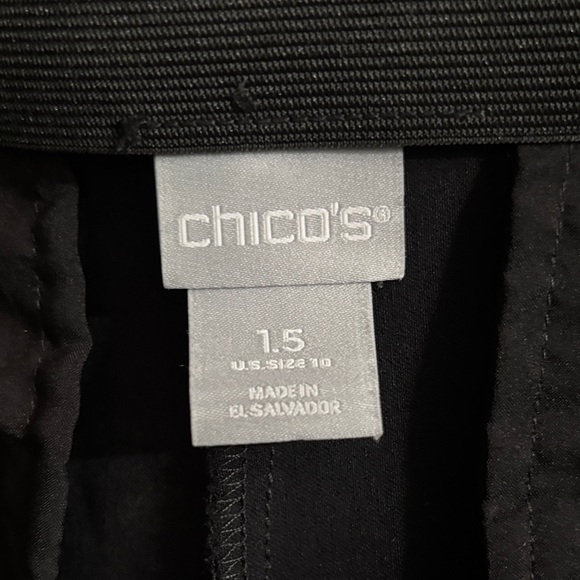 chico's®
1.5
U.S. SIZE 10
MADE IN
EL SALVADOR